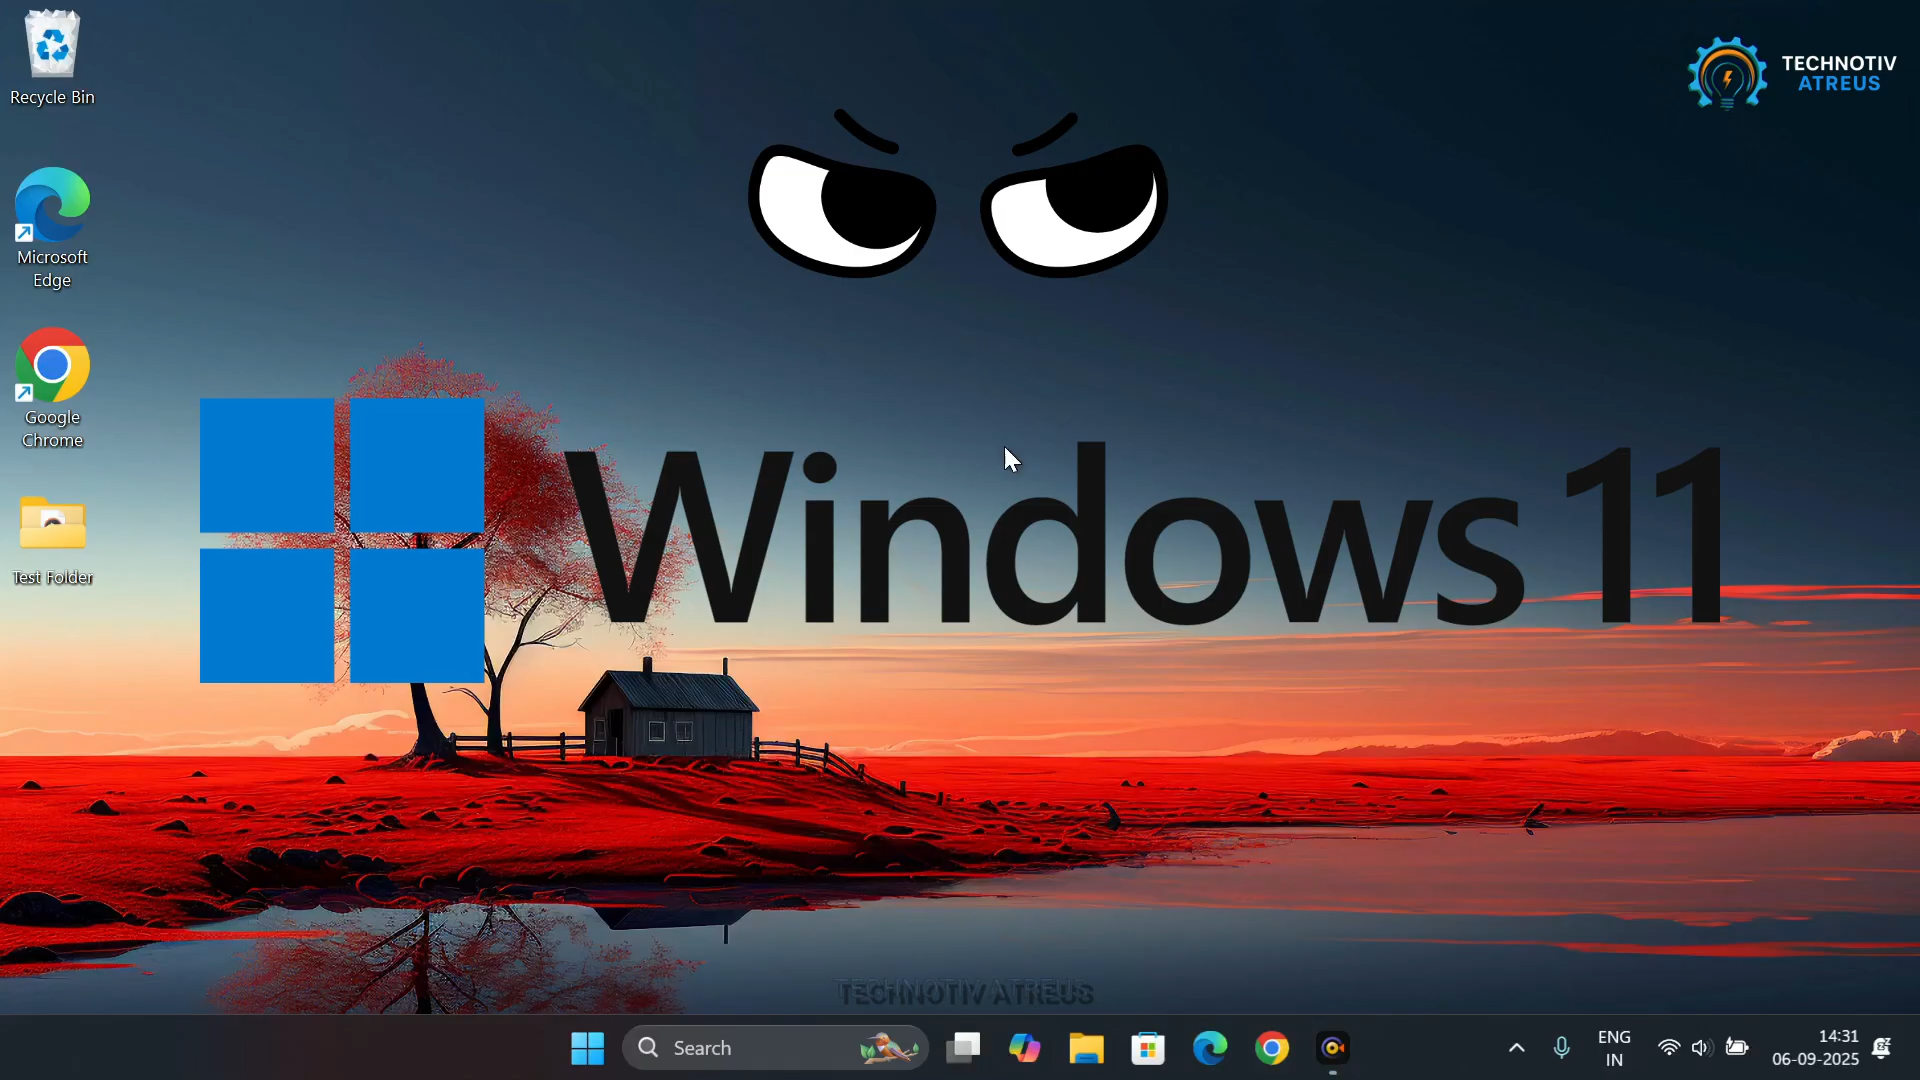 Recycle Bin
TECHNOTIV
ATREUS
Microsoft
Edge
Google
Chrome
Test Folder
Windows 11
TECHNOTIV ATREUS
Search
ENG
IN
14:31
06-09-2025